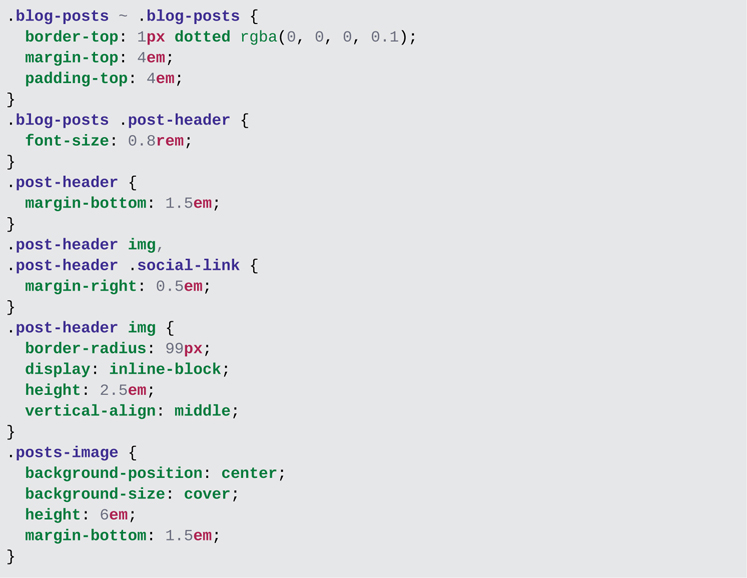 .blog-posts ~ .blog-posts {
  border-top: 1px dotted rgba(0, 0, 0, 0.1);
  margin-top: 4em;
  padding-top: 4em;
}
.blog-posts .post-header {
  font-size: 0.8rem;
}
.post-header {
  margin-bottom: 1.5em;
}
.post-header img,
.post-header .social-link {
  margin-right: 0.5em;
}
.post-header img {
  border-radius: 99px;
  display: inline-block;
  height: 2.5em;
  vertical-align: middle;
}
.posts-image {
  background-position: center;
  background-size: cover;
  height: 6em;
  margin-bottom: 1.5em;
}